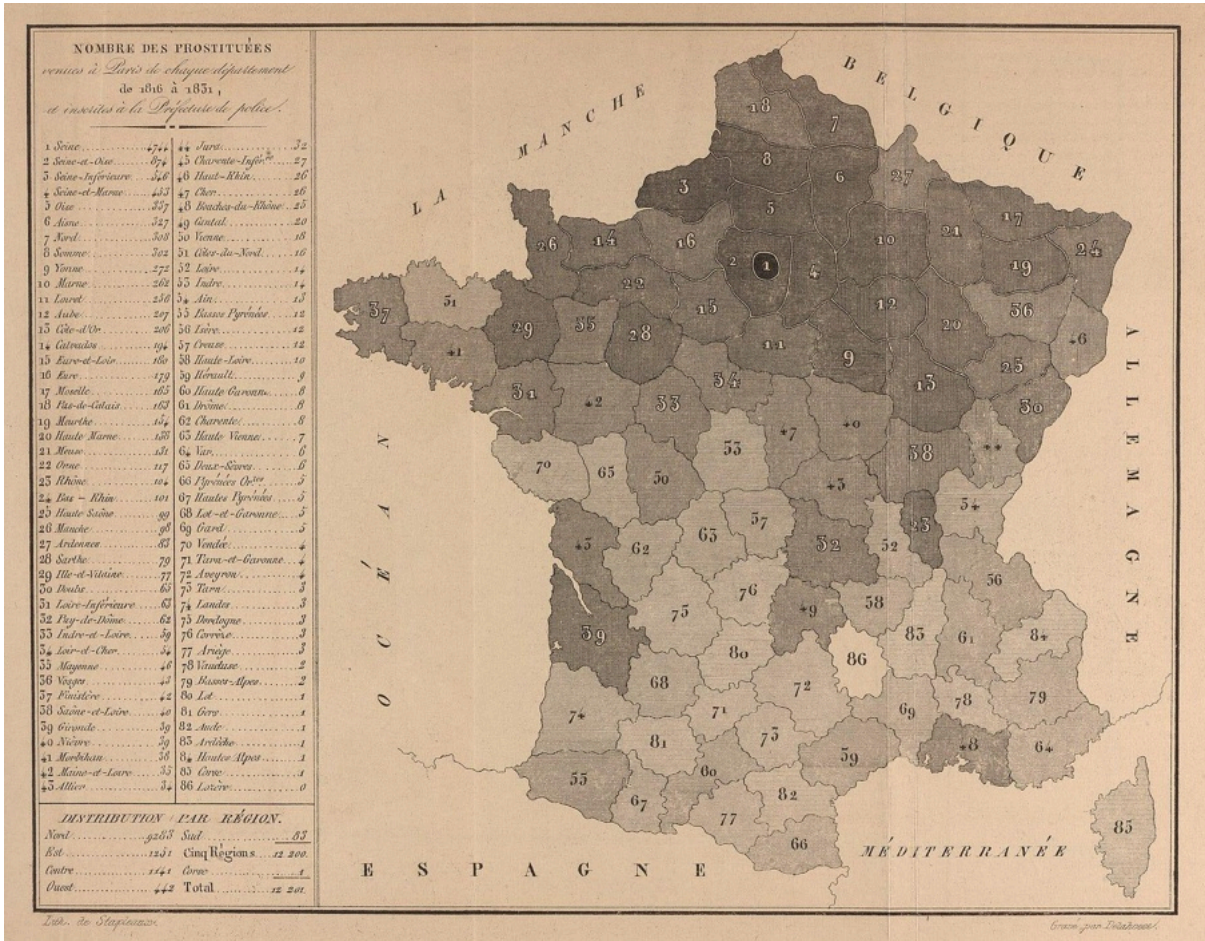 NOMBRE DES PROSTITUÉES
venues à Paris de chaque département
de 1816 à 1831,
et inscrites à la Préfecture de police.
1 Seine 4744
2 Seine-et-Oise 874
3 Seine-Inférieure 546
4 Seine-et-Marne 453
5 Oise 357
6 Aisne 327
7 Nord 308
8 Somme 302
9 Yonne 272
10 Marne 262
11 Loiret 256
12 Aube 207
13 Côte-d'Or 206
14 Calvados 194
15 Eure-et-Loir 180
16 Eure 179
17 Moselle 165
18 Pas-de-Calais 163
19 Meurthe 154
20 Haute Marne 138
21 Meuse 131
22 Orne 117
23 Rhône 104
24 Bas-Rhin 101
25 Haute Saône 99
26 Manche 98
27 Ardennes 83
28 Sarthe 79
29 Ille-et-Vilaine 77
30 Doubs 65
31 Loire-Inférieure 63
32 Puy-de-Dôme 62
33 Indre-et-Loire 59
34 Loir-et-Cher 54
35 Mayenne 46
36 Vosges 43
37 Finistère 42
38 Saône-et-Loire 40
39 Gironde 39
40 Nièvre 39
41 Morbihan 38
42 Maine-et-Loire 35
43 Allier 34
44 Jura 32
45 Charente-Infér.re 27
46 Haut-Rhin 26
47 Cher 26
48 Bouches-du-Rhône 25
49 Cantal 20
50 Vienne 18
51 Côtes-du-Nord 16
52 Loire 14
53 Indre 14
54 Ain 13
55 Basses Pyrénées 12
56 Isère 12
57 Creuse 12
58 Haute-Loire 10
59 Hérault 9
60 Haute Garonne 8
61 Drôme 8
62 Charente 8
63 Haute Vienne 7
64 Var 6
65 Deux-Sèvres 6
66 Pyrénées Or.les 5
67 Hautes Pyrénées 5
68 Lot-et-Garonne 5
69 Gard 5
70 Vendée 4
71 Tarn-et-Garonne 4
72 Aveyron 4
73 Tarn 3
74 Landes 3
75 Dordogne 3
76 Corrèze 3
77 Ariège 3
78 Vaucluse 2
79 Basses-Alpes 2
80 Lot 1
81 Gers 1
82 Aude 1
83 Ardèche 1
84 Hautes Alpes 1
85 Corse 1
86 Lozère 0
DISTRIBUTION PAR RÉGION.
Nord 9283
Est 1251
Centre 1141
Ouest 442
Sud 83
Cinq Régions 12 200.
Corse 1
Total 12 201.
LA MANCHE
BELGIQUE
ALLEMAGNE
OCÉAN
ESPAGNE
MÉDITERRANÉE
18
7
8
6
27
3
5
17
26
14
16
10
21
24
2
1
4
19
22
37
51
15
12
36
29
35
28
20
46
41
11
9
25
34
13
31
42
33
30
47
40
53
38
44
70
65
50
43
54
57
23
45
62
63
32
52
56
76
49
58
39
75
83
61
84
80
86
68
72
78
79
74
71
69
81
73
48
64
60
59
55
67
82
77
66
85
Lith. de
Gravé par Delahousse.